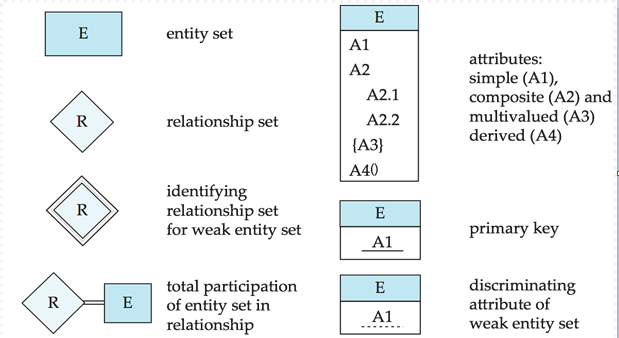 E
entity set
R
relationship set
R
identifying
relationship set
for weak entity set
R
E
total participation
of entity set in
relationship
E
A1
A2
A2.1
A2.2
{A3}
A4()
attributes:
simple (A1),
composite (A2) and
multivalued (A3)
derived (A4)
E
A1
primary key
E
A1
discriminating
attribute of
weak entity set